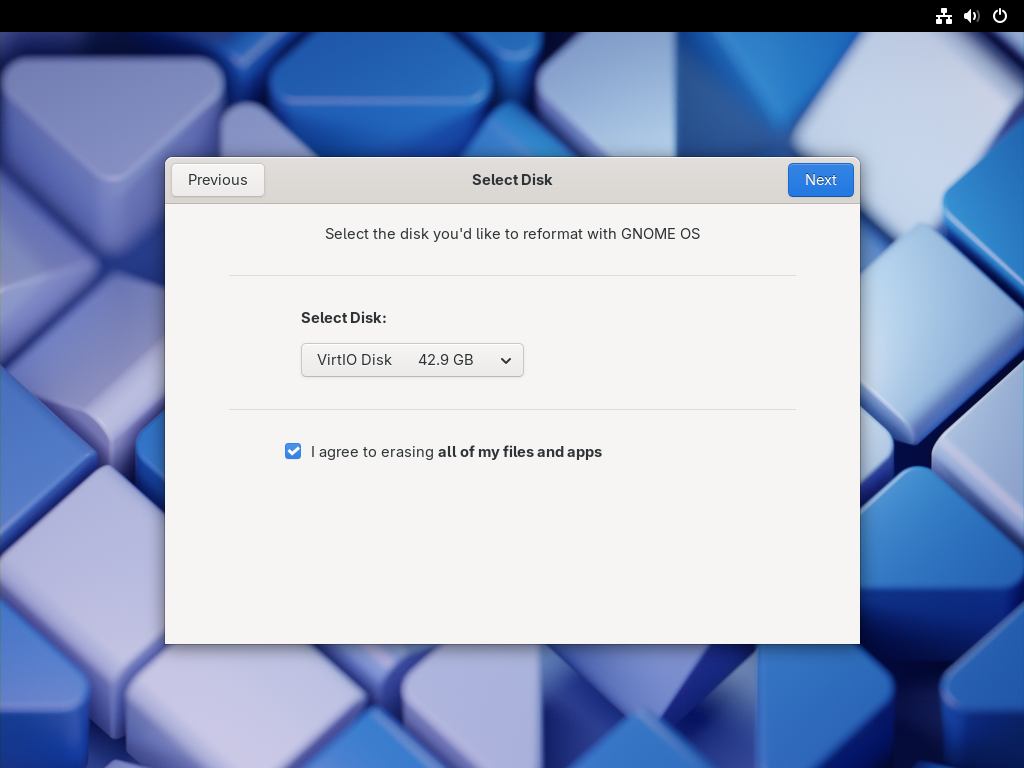 Previous
Select Disk
Next
Select the disk you'd like to reformat with GNOME OS
Select Disk:
VirtIO Disk 42.9 GB
I agree to erasing all of my files and apps